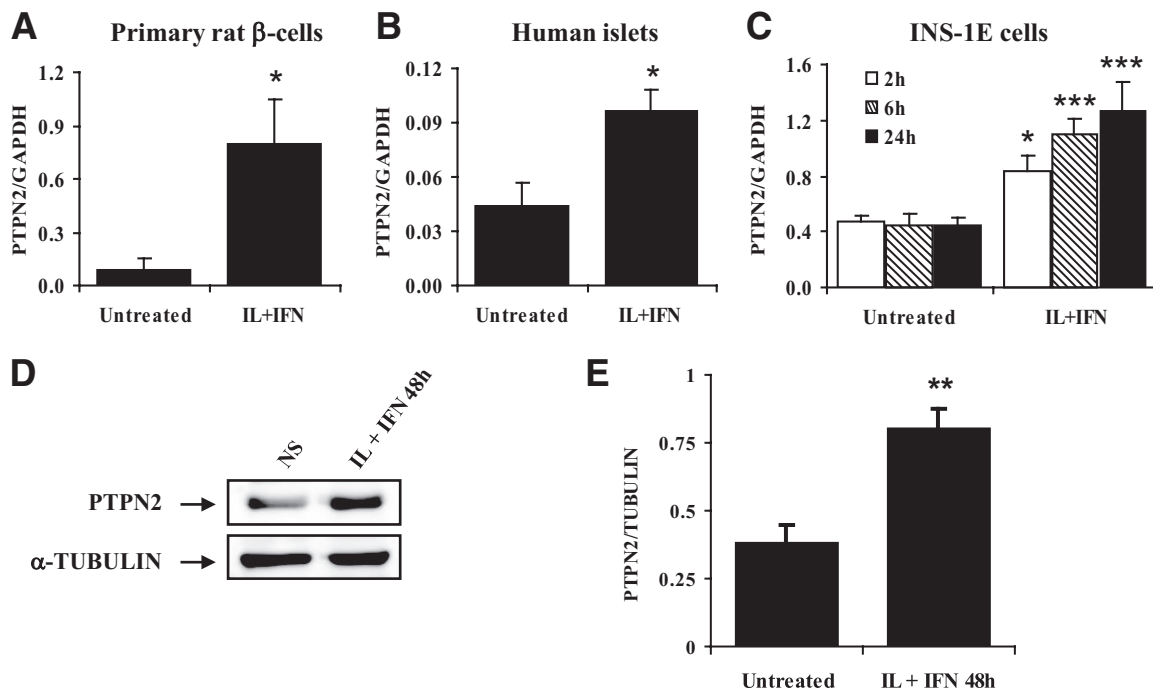 A
Primary rat β-cells
PTPN2/GAPDH
1.2
0.9
0.6
0.3
0.0
*
Untreated
IL+IFN
B
Human islets
PTPN2/GAPDH
0.12
0.09
0.06
0.03
0.00
*
Untreated
IL+IFN
C
INS-1E cells
PTPN2/GAPDH
1.6
1.2
0.8
0.4
0.0
2h
6h
24h
*
***
***
Untreated
IL+IFN
D
NS
IL + IFN 48h
PTPN2
α-TUBULIN
E
PTPN2/TUBULIN
1
0.75
0.5
0.25
0
**
Untreated
IL + IFN 48h